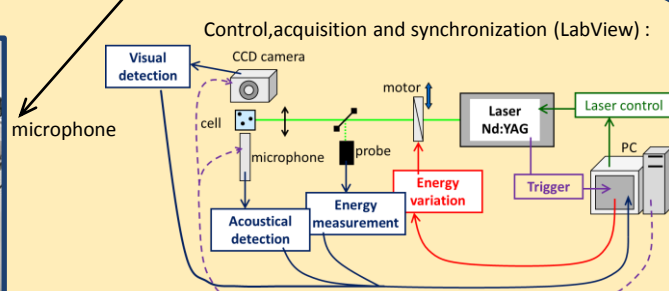 Control,acquisition and synchronization (LabView) :
Visual
detection
CCD camera
motor
Laser
Nd:YAG
Laser control
microphone
cell
microphone
probe
PC
Trigger
Energy
variation
Energy
measurement
Acoustical
detection